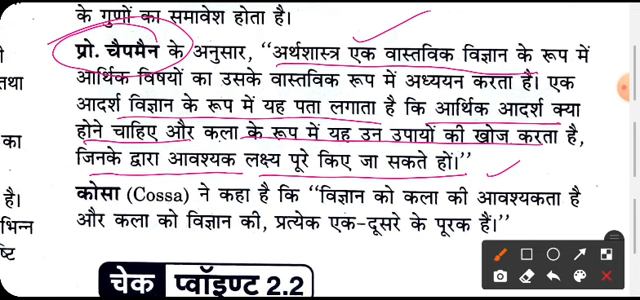 के गुणों का समावेश होता है।
प्रो. चैपमैन के अनुसार, “अर्थशास्त्र एक वास्तविक विज्ञान के रूप में
आर्थिक विषयों का उसके वास्तविक रूप में अध्ययन करता है। एक
तथा
आदर्श विज्ञान के रूप में यह पता लगाता है कि आर्थिक आदर्श क्या
होने चाहिए और कला के रूप में यह उन उपायों की खोज करता है,
का
जिनके द्वारा आवश्यक लक्ष्य पूरे किए जा सकते हों।”
कोसा (Cossa) ने कहा है कि “विज्ञान को कला की आवश्यकता है
है।
और कला को विज्ञान की, प्रत्येक एक-दूसरे के पूरक हैं।”
भिन्न
ष्टि
चेक प्वॉइण्ट 2.2